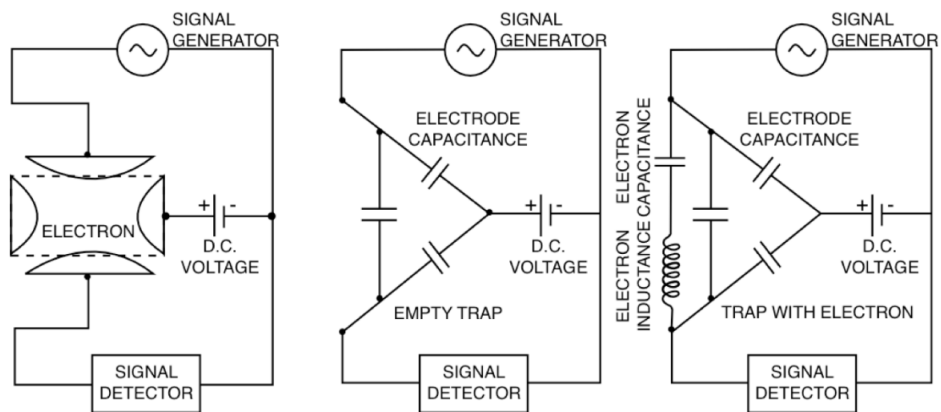 SIGNAL
GENERATOR
ELECTRON
+ -
D.C.
VOLTAGE
SIGNAL
DETECTOR
SIGNAL
GENERATOR
ELECTRODE
CAPACITANCE
+ -
D.C.
VOLTAGE
EMPTY TRAP
SIGNAL
DETECTOR
SIGNAL
GENERATOR
ELECTRODE
CAPACITANCE
ELECTRON ELECTRON
INDUCTANCE CAPACITANCE
+ -
D.C.
VOLTAGE
TRAP WITH ELECTRON
SIGNAL
DETECTOR